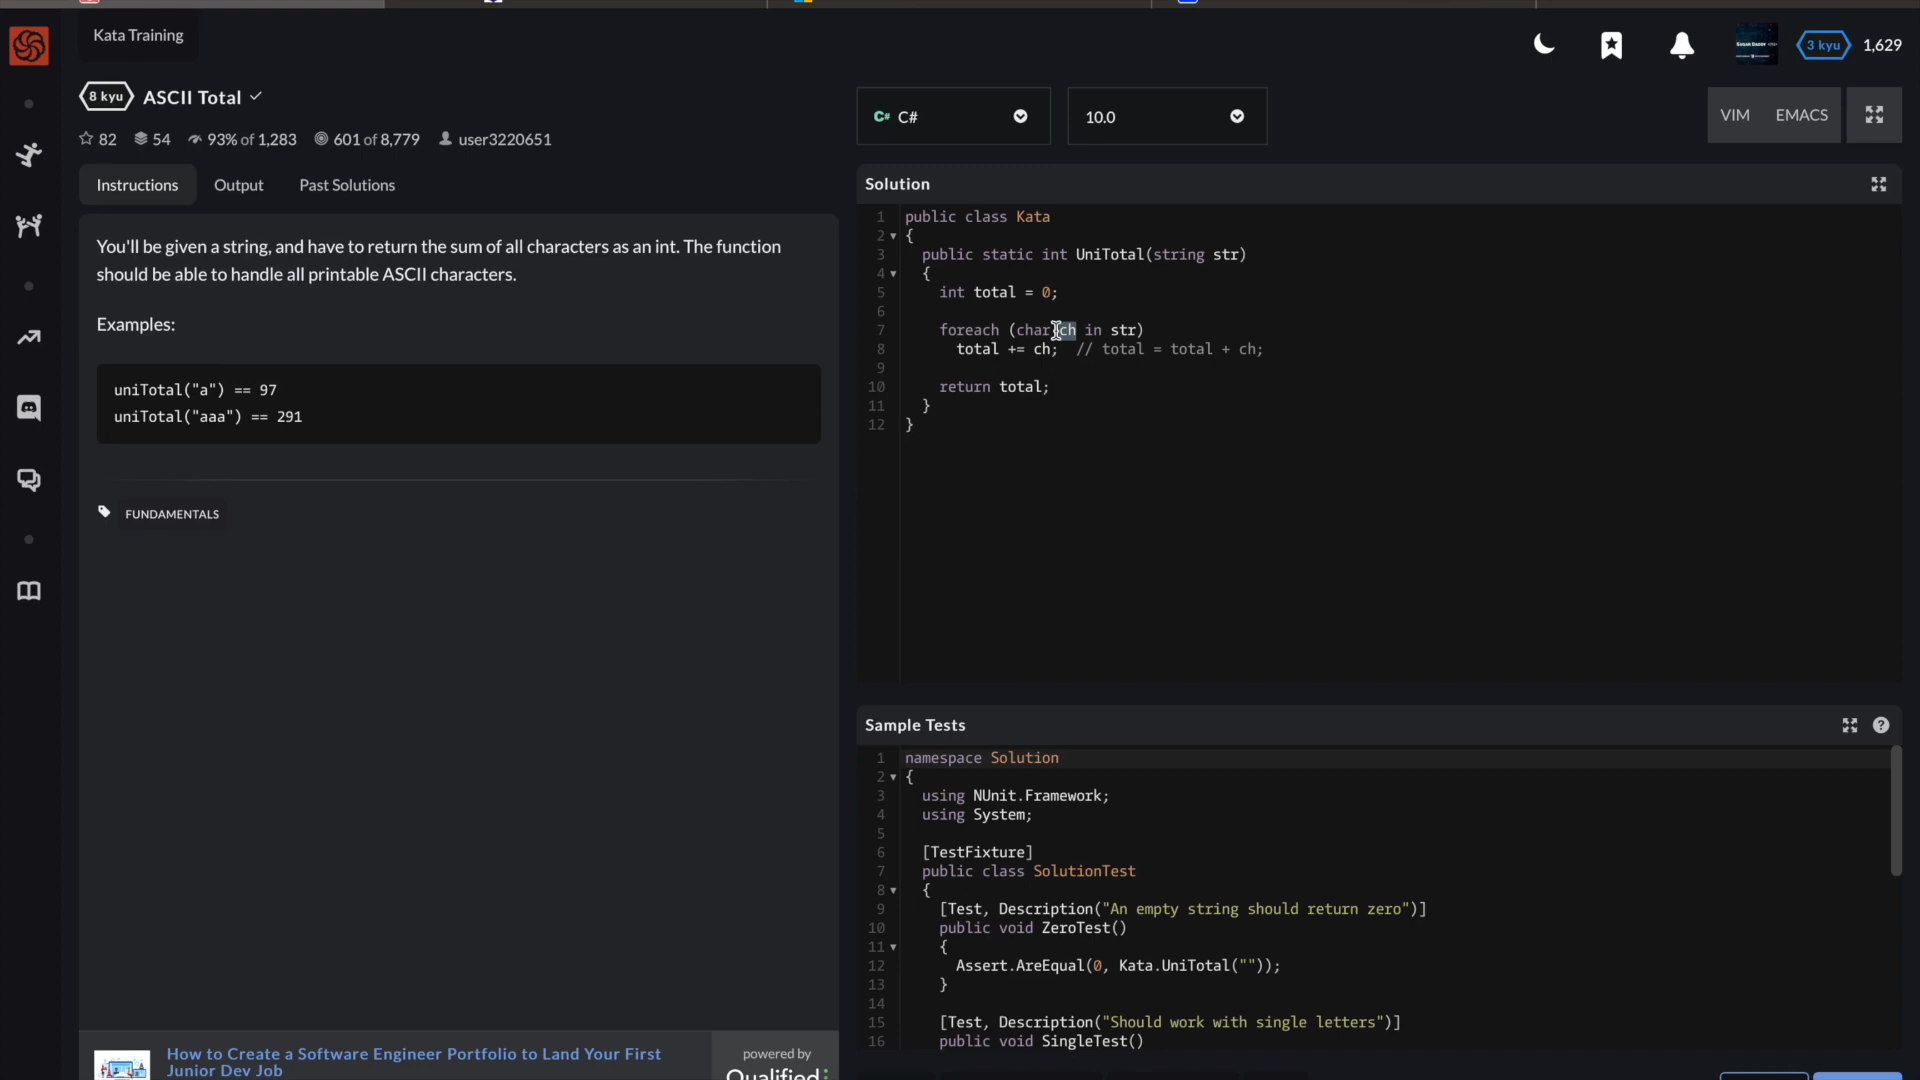 Kata Training
3 kyu 1,629
8 kyu ASCII Total
82 54 93% of 1,283 601 of 8,779 user3220651
C# C# 10.0
VIM EMACS
Instructions Output Past Solutions
You'll be given a string, and have to return the sum of all characters as an int. The function
should be able to handle all printable ASCII characters.
Examples:
uniTotal("a") == 97
uniTotal("aaa") == 291
FUNDAMENTALS
How to Create a Software Engineer Portfolio to Land Your First
Junior Dev Job
powered by
Qualified
Solution
1 public class Kata
2 {
3 public static int UniTotal(string str)
4 {
5 int total = 0;
6
7 foreach (char ch in str)
8 total += ch; // total = total + ch;
9
10 return total;
11 }
12 }
Sample Tests
1 namespace Solution
2 {
3 using NUnit.Framework;
4 using System;
5
6 [TestFixture]
7 public class SolutionTest
8 {
9 [Test, Description("An empty string should return zero")]
10 public void ZeroTest()
11 {
12 Assert.AreEqual(0, Kata.UniTotal(""));
13 }
14
15 [Test, Description("Should work with single letters")]
16 public void SingleTest()